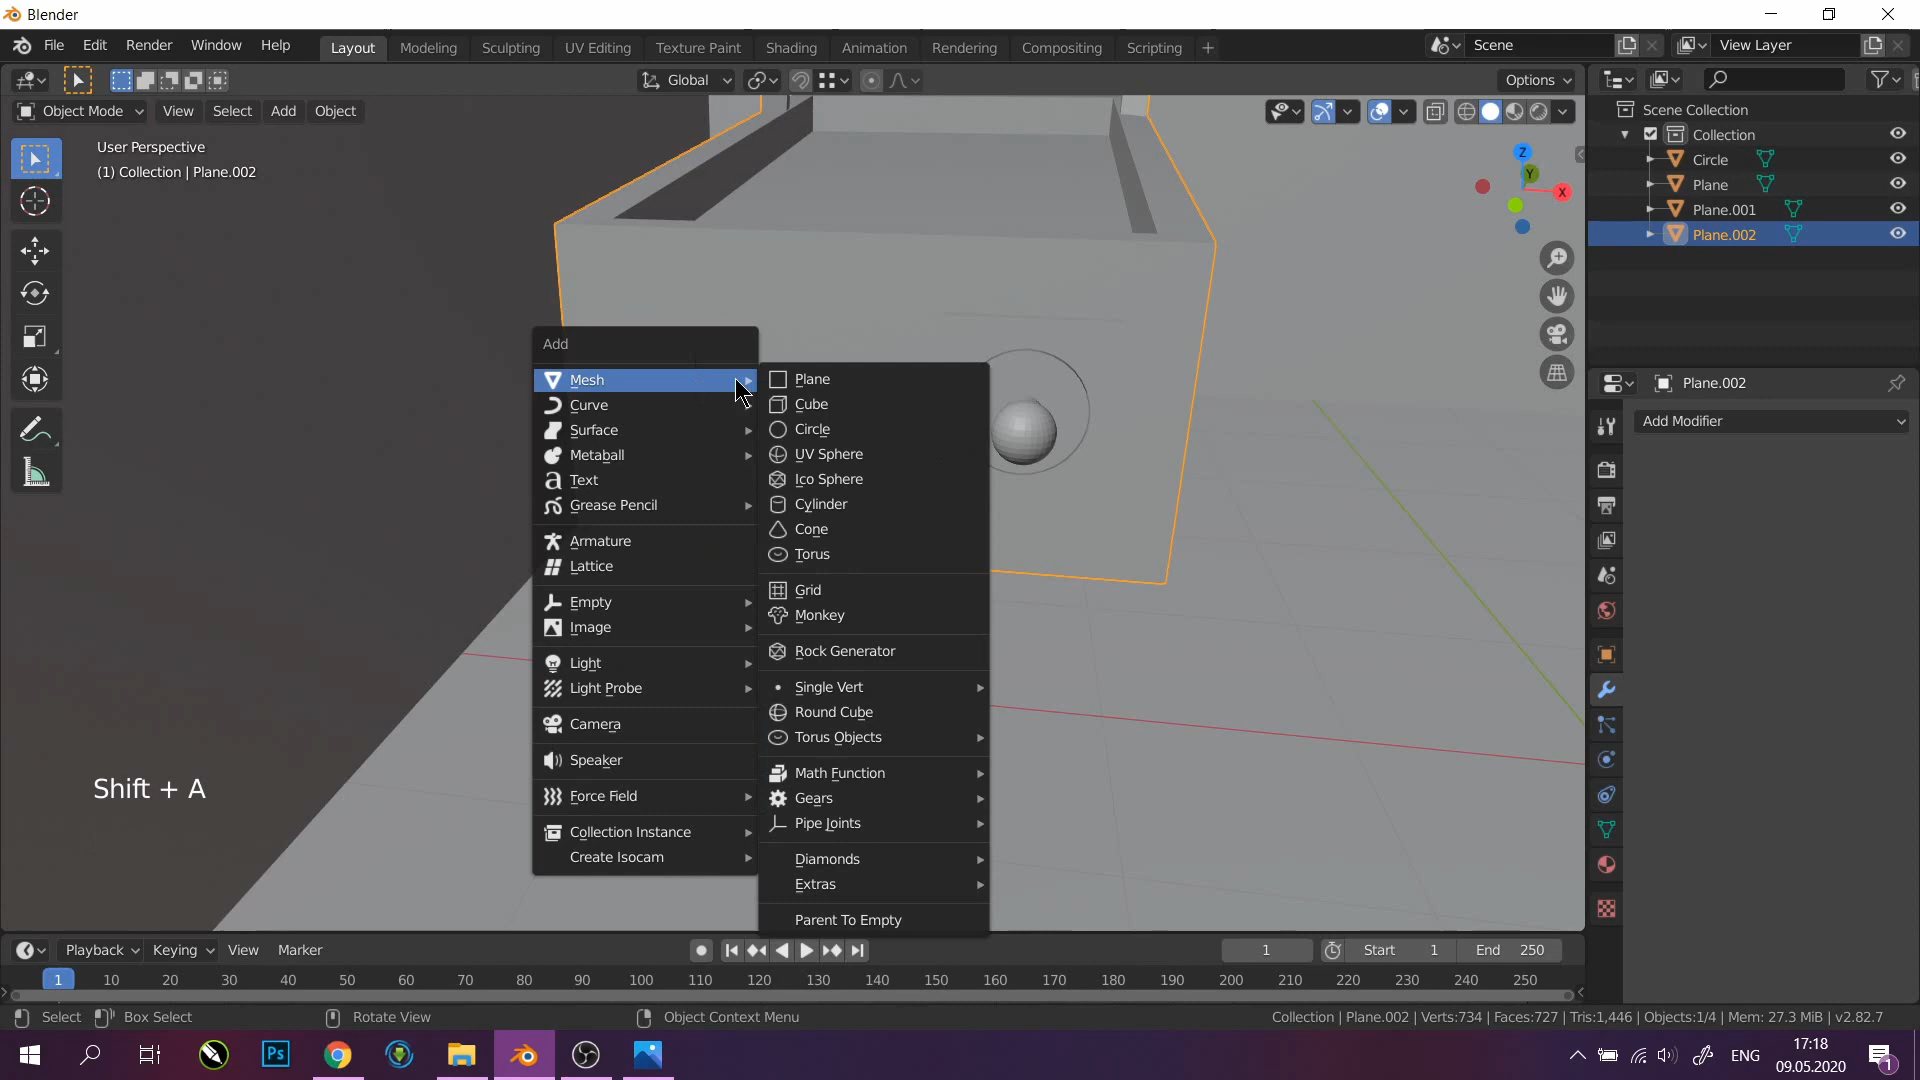 Blender
File Edit Render Window Help Layout Modeling Sculpting UV Editing Texture Paint Shading Animation Rendering Compositing Scripting + Scene View Layer
Global Options
Object Mode View Select Add Object
User Perspective
(1) Collection | Plane.002
Z
Y
X
Scene Collection
Collection
Circle
Plane
Plane.001
Plane.002
Plane.002
Add Modifier
Add
Mesh
Curve
Surface
Metaball
Text
Grease Pencil
Armature
Lattice
Empty
Image
Light
Light Probe
Camera
Speaker
Force Field
Collection Instance
Create Isocam
Plane
Cube
Circle
UV Sphere
Ico Sphere
Cylinder
Cone
Torus
Grid
Monkey
Rock Generator
Single Vert
Round Cube
Torus Objects
Math Function
Gears
Pipe Joints
Diamonds
Extras
Parent To Empty
Shift + A
Playback Keying View Marker 1 Start 1 End 250
1 10 20 30 40 50 60 70 80 90 100 110 120 130 140 150 160 170 180 190 200 210 220 230 240 250
Select Box Select Rotate View Object Context Menu Collection | Plane.002 | Verts:734 | Faces:727 | Tris:1,446 | Objects:1/4 | Mem: 27.3 MiB | v2.82.7
Ps ENG 17:18
09.05.2020
1